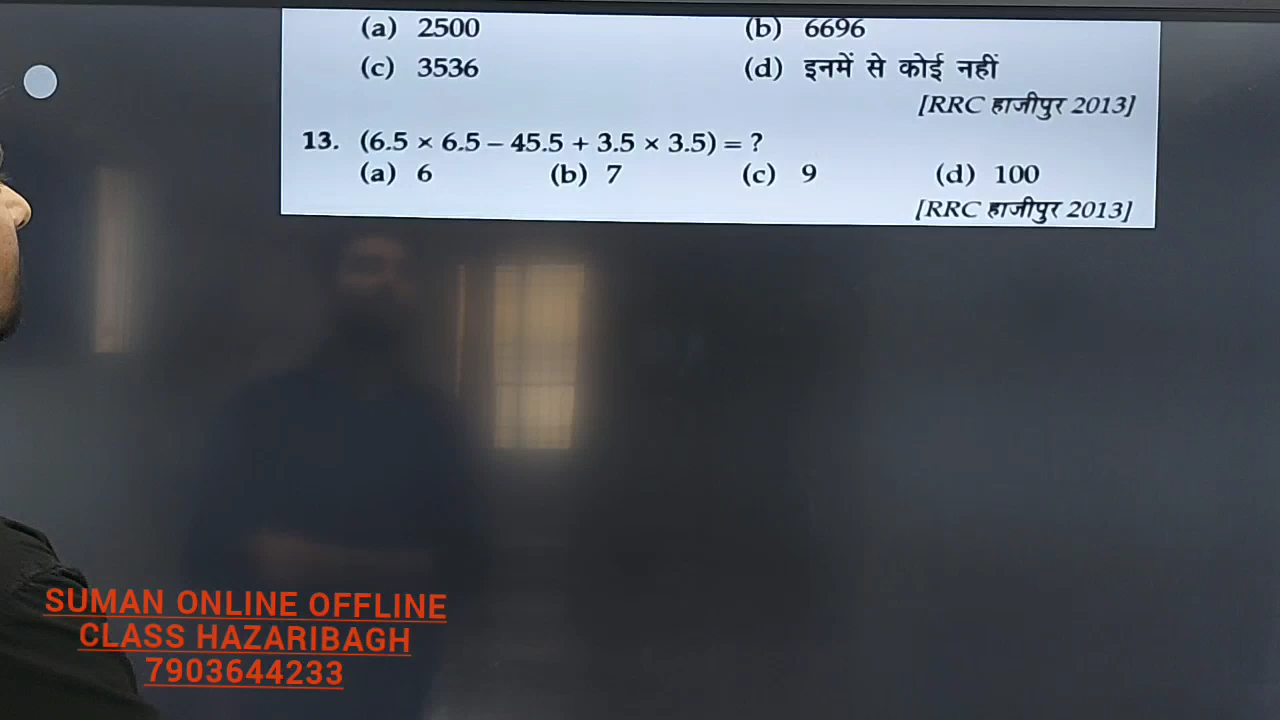 (a) 2500 (b) 6696
(c) 3536 (d) इनमें से कोई नहीं
[RRC हाजीपुर 2013]
13. (6.5 × 6.5 – 45.5 + 3.5 × 3.5) = ?
(a) 6 (b) 7 (c) 9 (d) 100
[RRC हाजीपुर 2013]
SUMAN ONLINE OFFLINE
CLASS HAZARIBAGH
7903644233